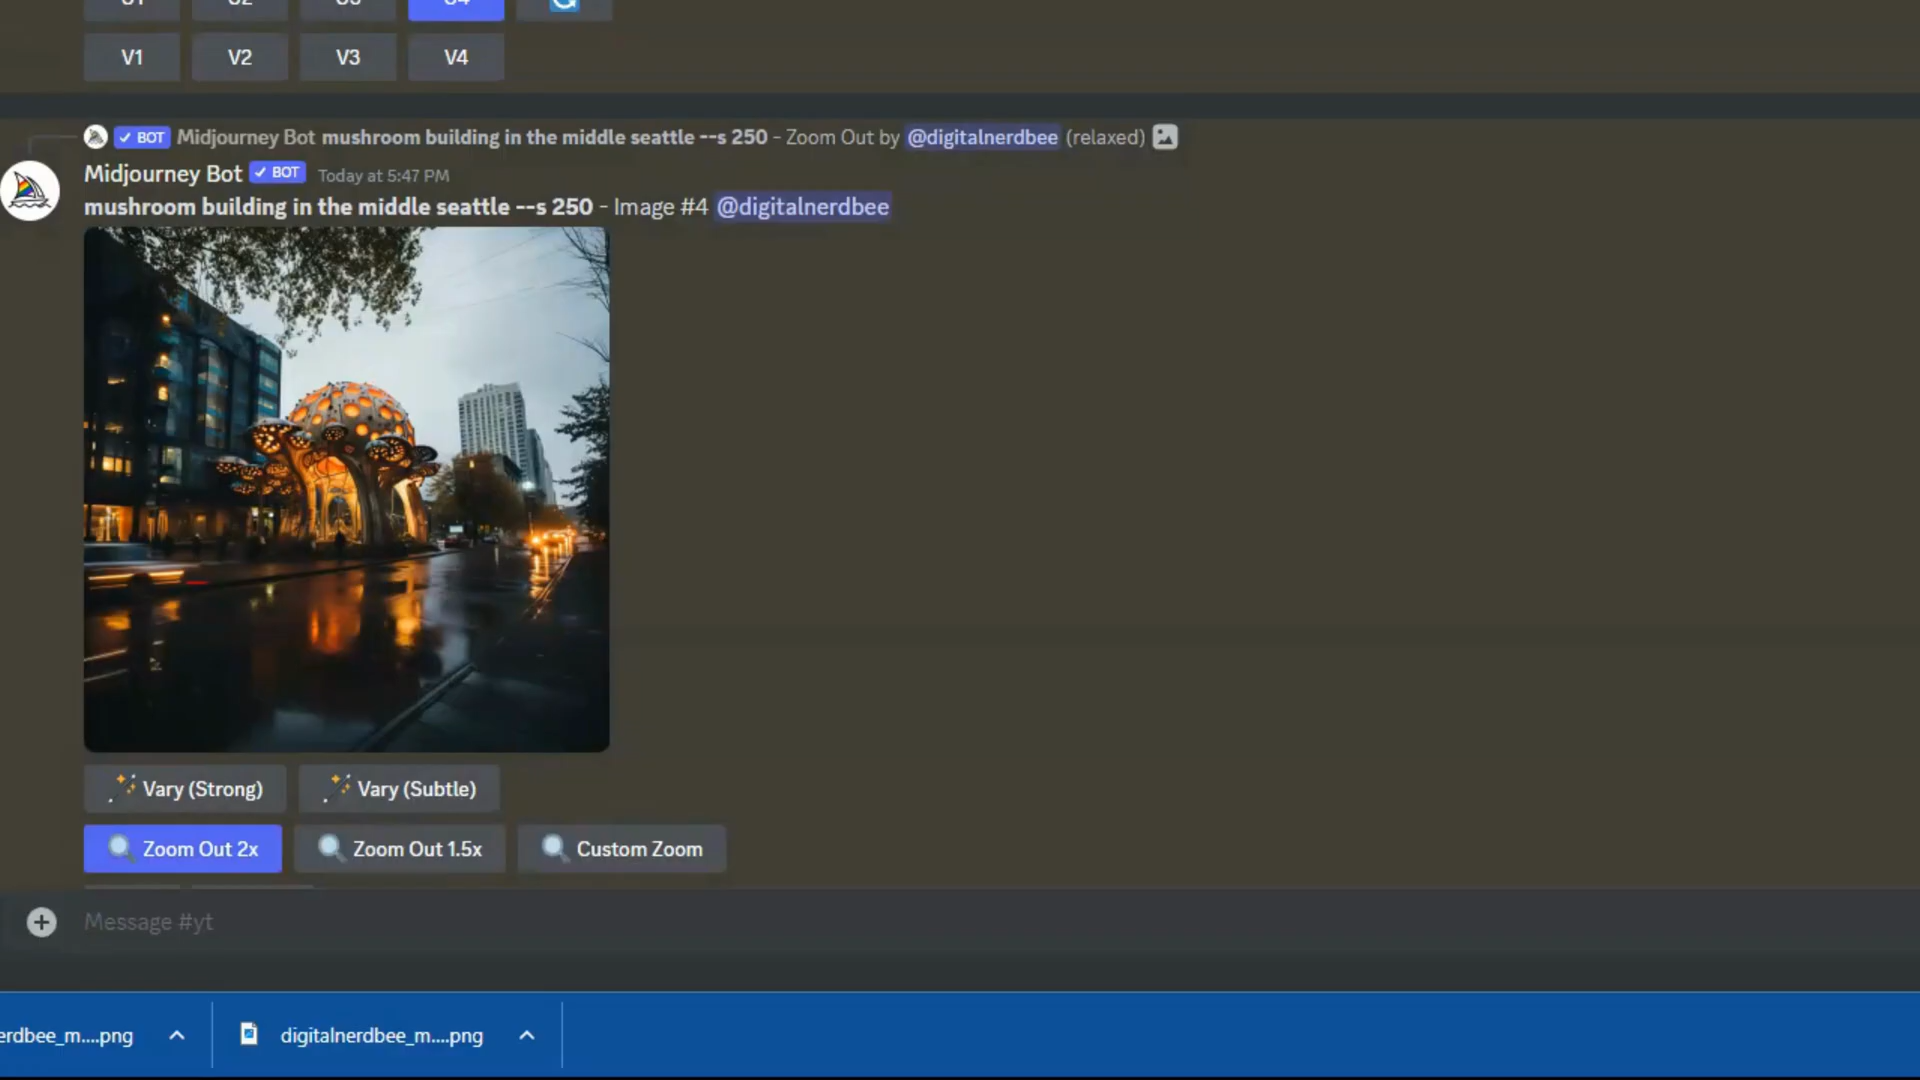 V1 V2 V3 V4
BOT Midjourney Bot mushroom building in the middle seattle --s 250 - Zoom Out by @digitalnerdbee (relaxed)
Midjourney Bot BOT Today at 5:47 PM
mushroom building in the middle seattle --s 250 - Image #4 @digitalnerdbee
Vary (Strong) Vary (Subtle)
Zoom Out 2x Zoom Out 1.5x Custom Zoom
Message #yt
erdbee_m....png digitalnerdbee_m....png